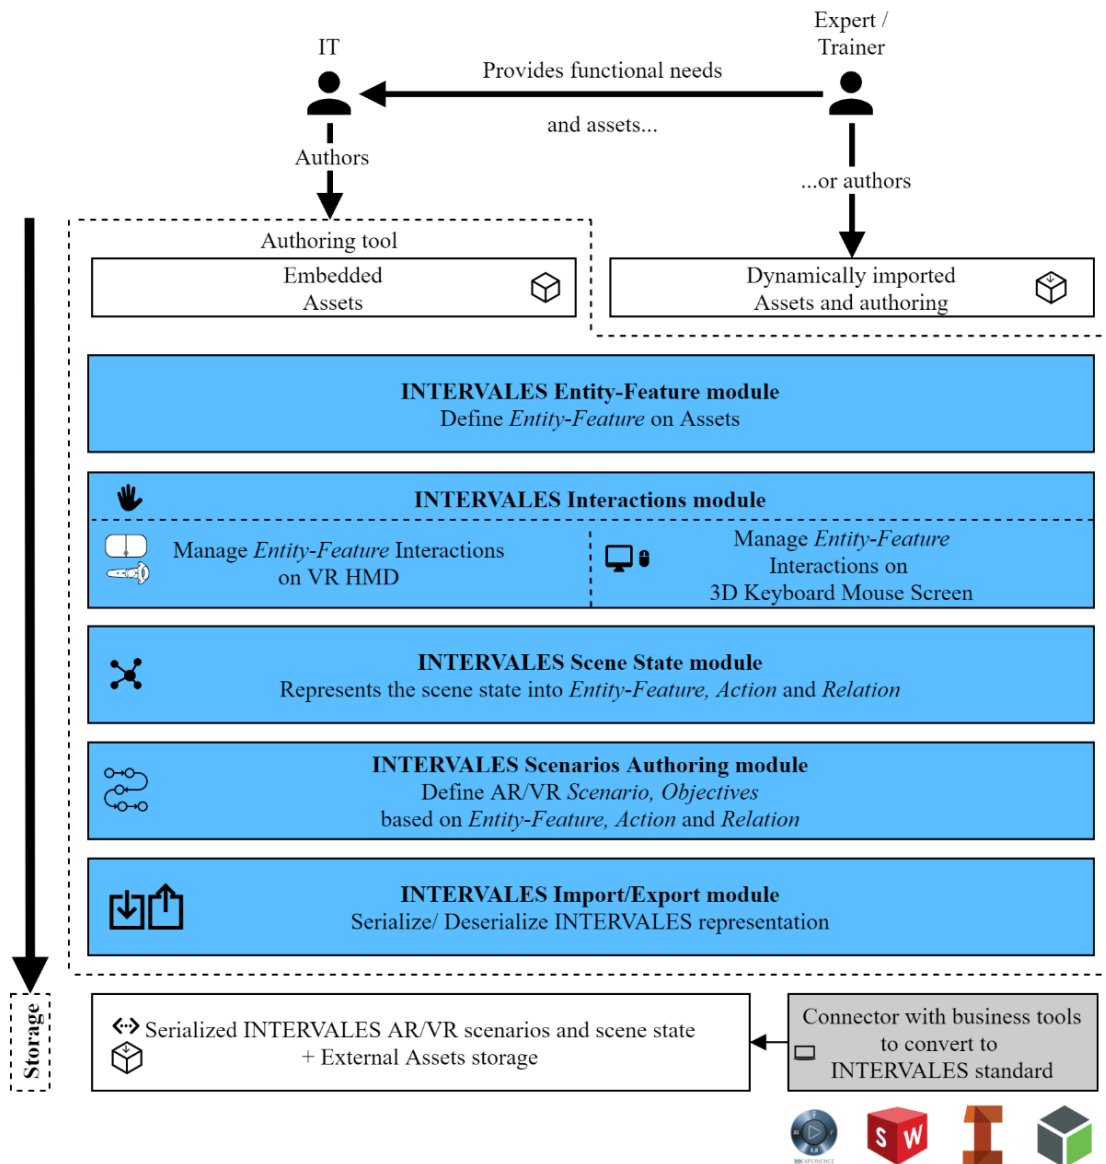 Expert /
Trainer
IT
Provides functional needs
and assets...
Authors
...or authors
Authoring tool
Embedded
Assets
Dynamically imported
Assets and authoring
INTERVALES Entity-Feature module
Define Entity-Feature on Assets
INTERVALES Interactions module
Manage Entity-Feature Interactions
on VR HMD
Manage Entity-Feature
Interactions on
3D Keyboard Mouse Screen
INTERVALES Scene State module
Represents the scene state into Entity-Feature, Action and Relation
INTERVALES Scenarios Authoring module
Define AR/VR Scenario, Objectives
based on Entity-Feature, Action and Relation
INTERVALES Import/Export module
Serialize/ Deserialize INTERVALES representation
Storage
Serialized INTERVALES AR/VR scenarios and scene state
+ External Assets storage
Connector with business tools
to convert to
INTERVALES standard
3DEXPERIENCE
S W